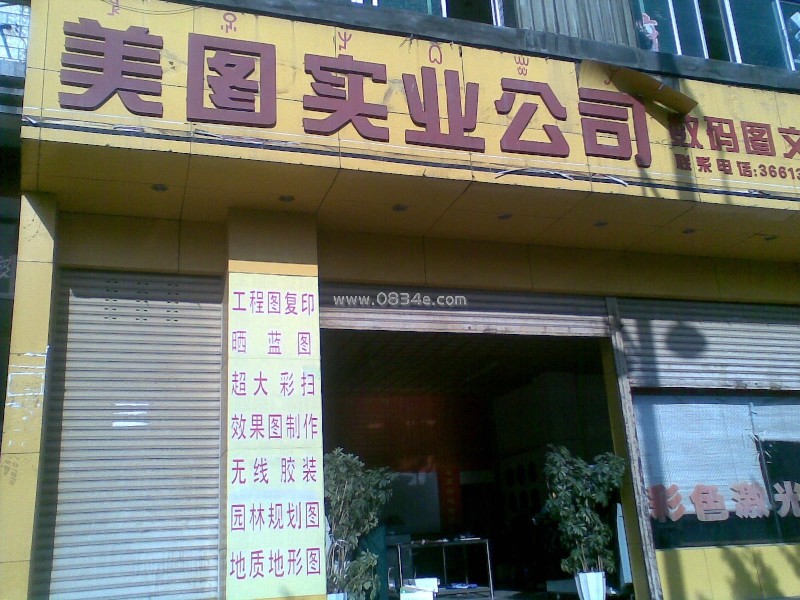 美图实业公司
数码图文
联系电话:36613
www.0834e.com
工程图复印
晒蓝图
超大彩扫
效果图制作
无线胶装
园林规划图
地质地形图
彩色激光